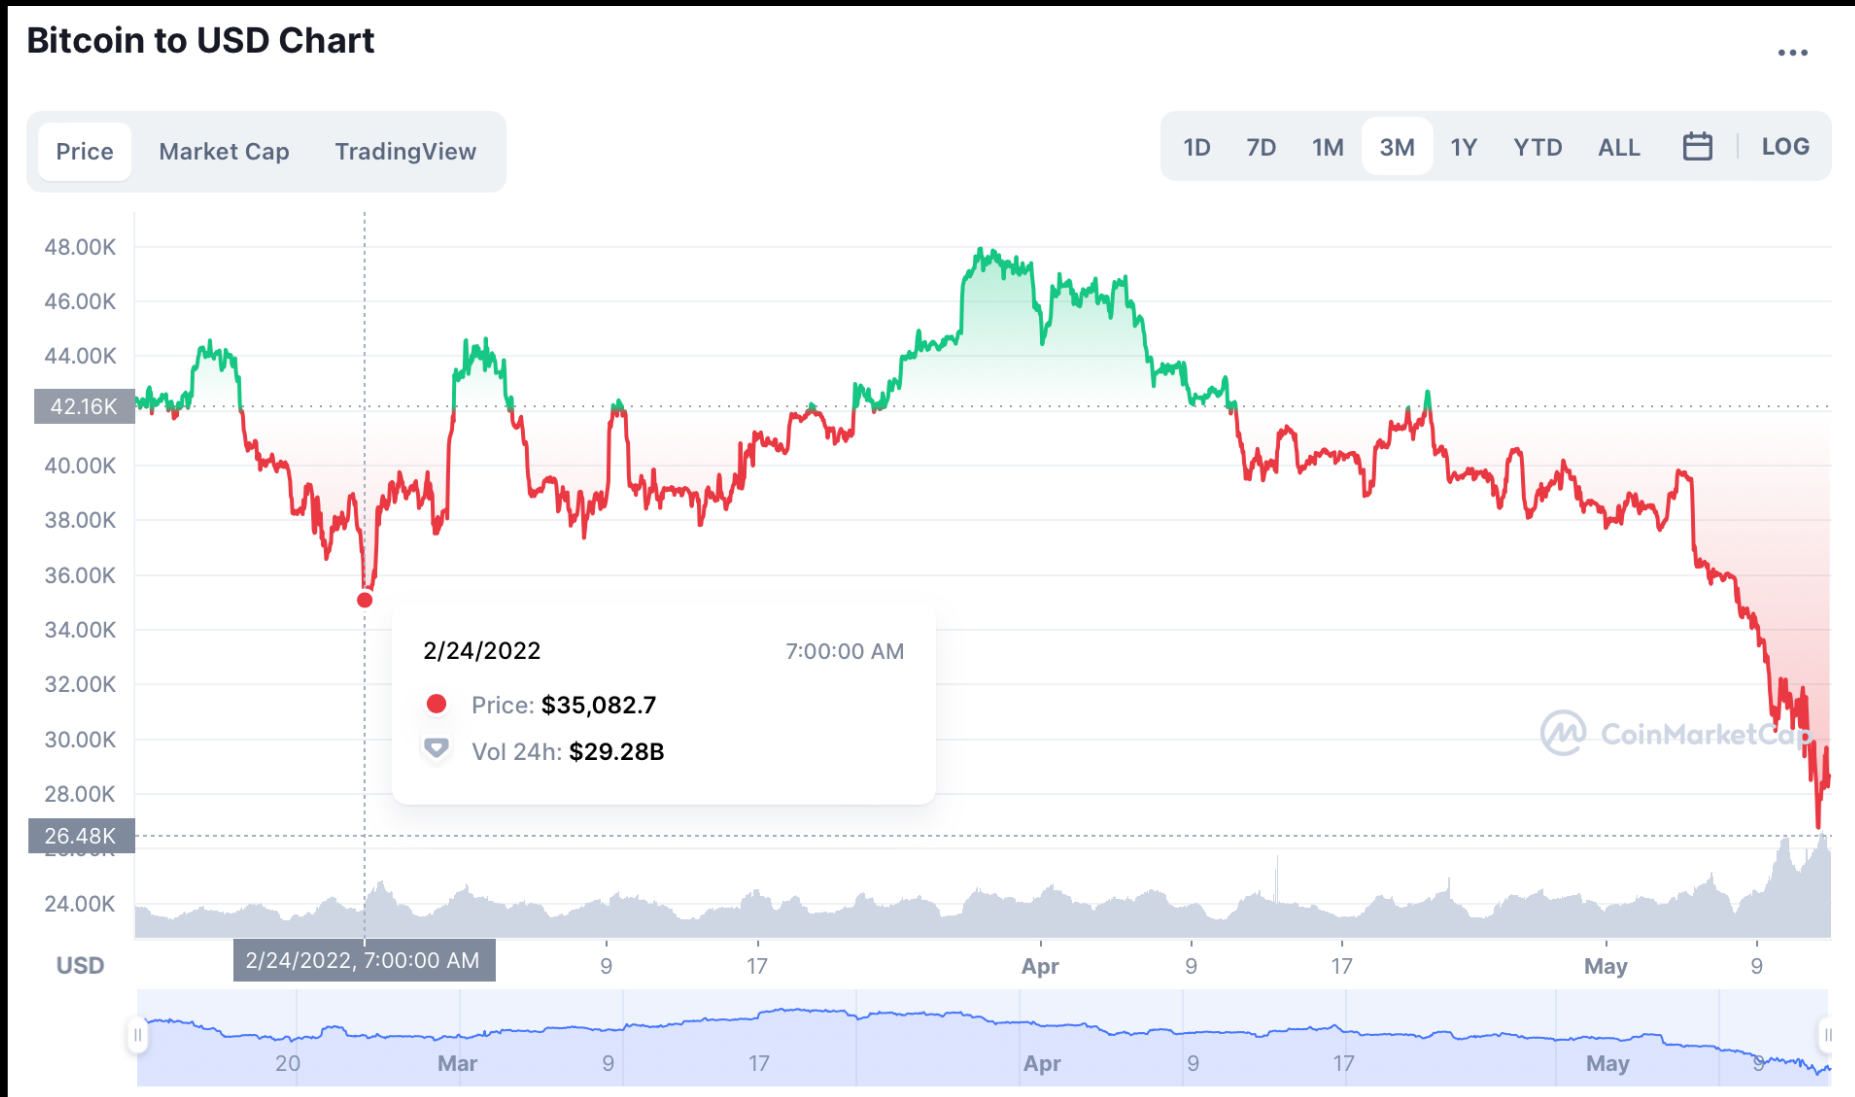 Bitcoin to USD Chart
Price Market Cap TradingView
1D 7D 1M 3M 1Y YTD ALL LOG
48.00K
46.00K
44.00K
42.16K
40.00K
38.00K
36.00K
34.00K
32.00K
30.00K
28.00K
26.48K
24.00K
2/24/2022 7:00:00 AM
Price: $35,082.7
Vol 24h: $29.28B
CoinMarketCap
USD 2/24/2022, 7:00:00 AM 9 17 Apr 9 17 May 9
20 Mar 9 17 Apr 9 17 May 9